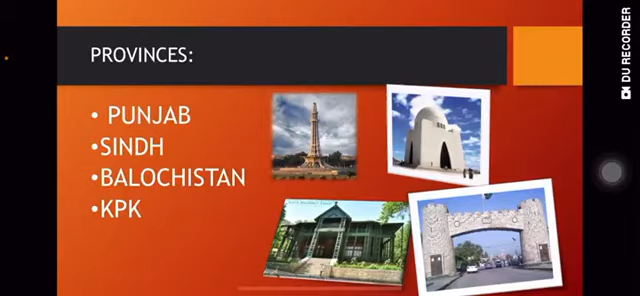 PROVINCES:
• PUNJAB
•SINDH
•BALOCHISTAN
•KPK
DU RECORDER